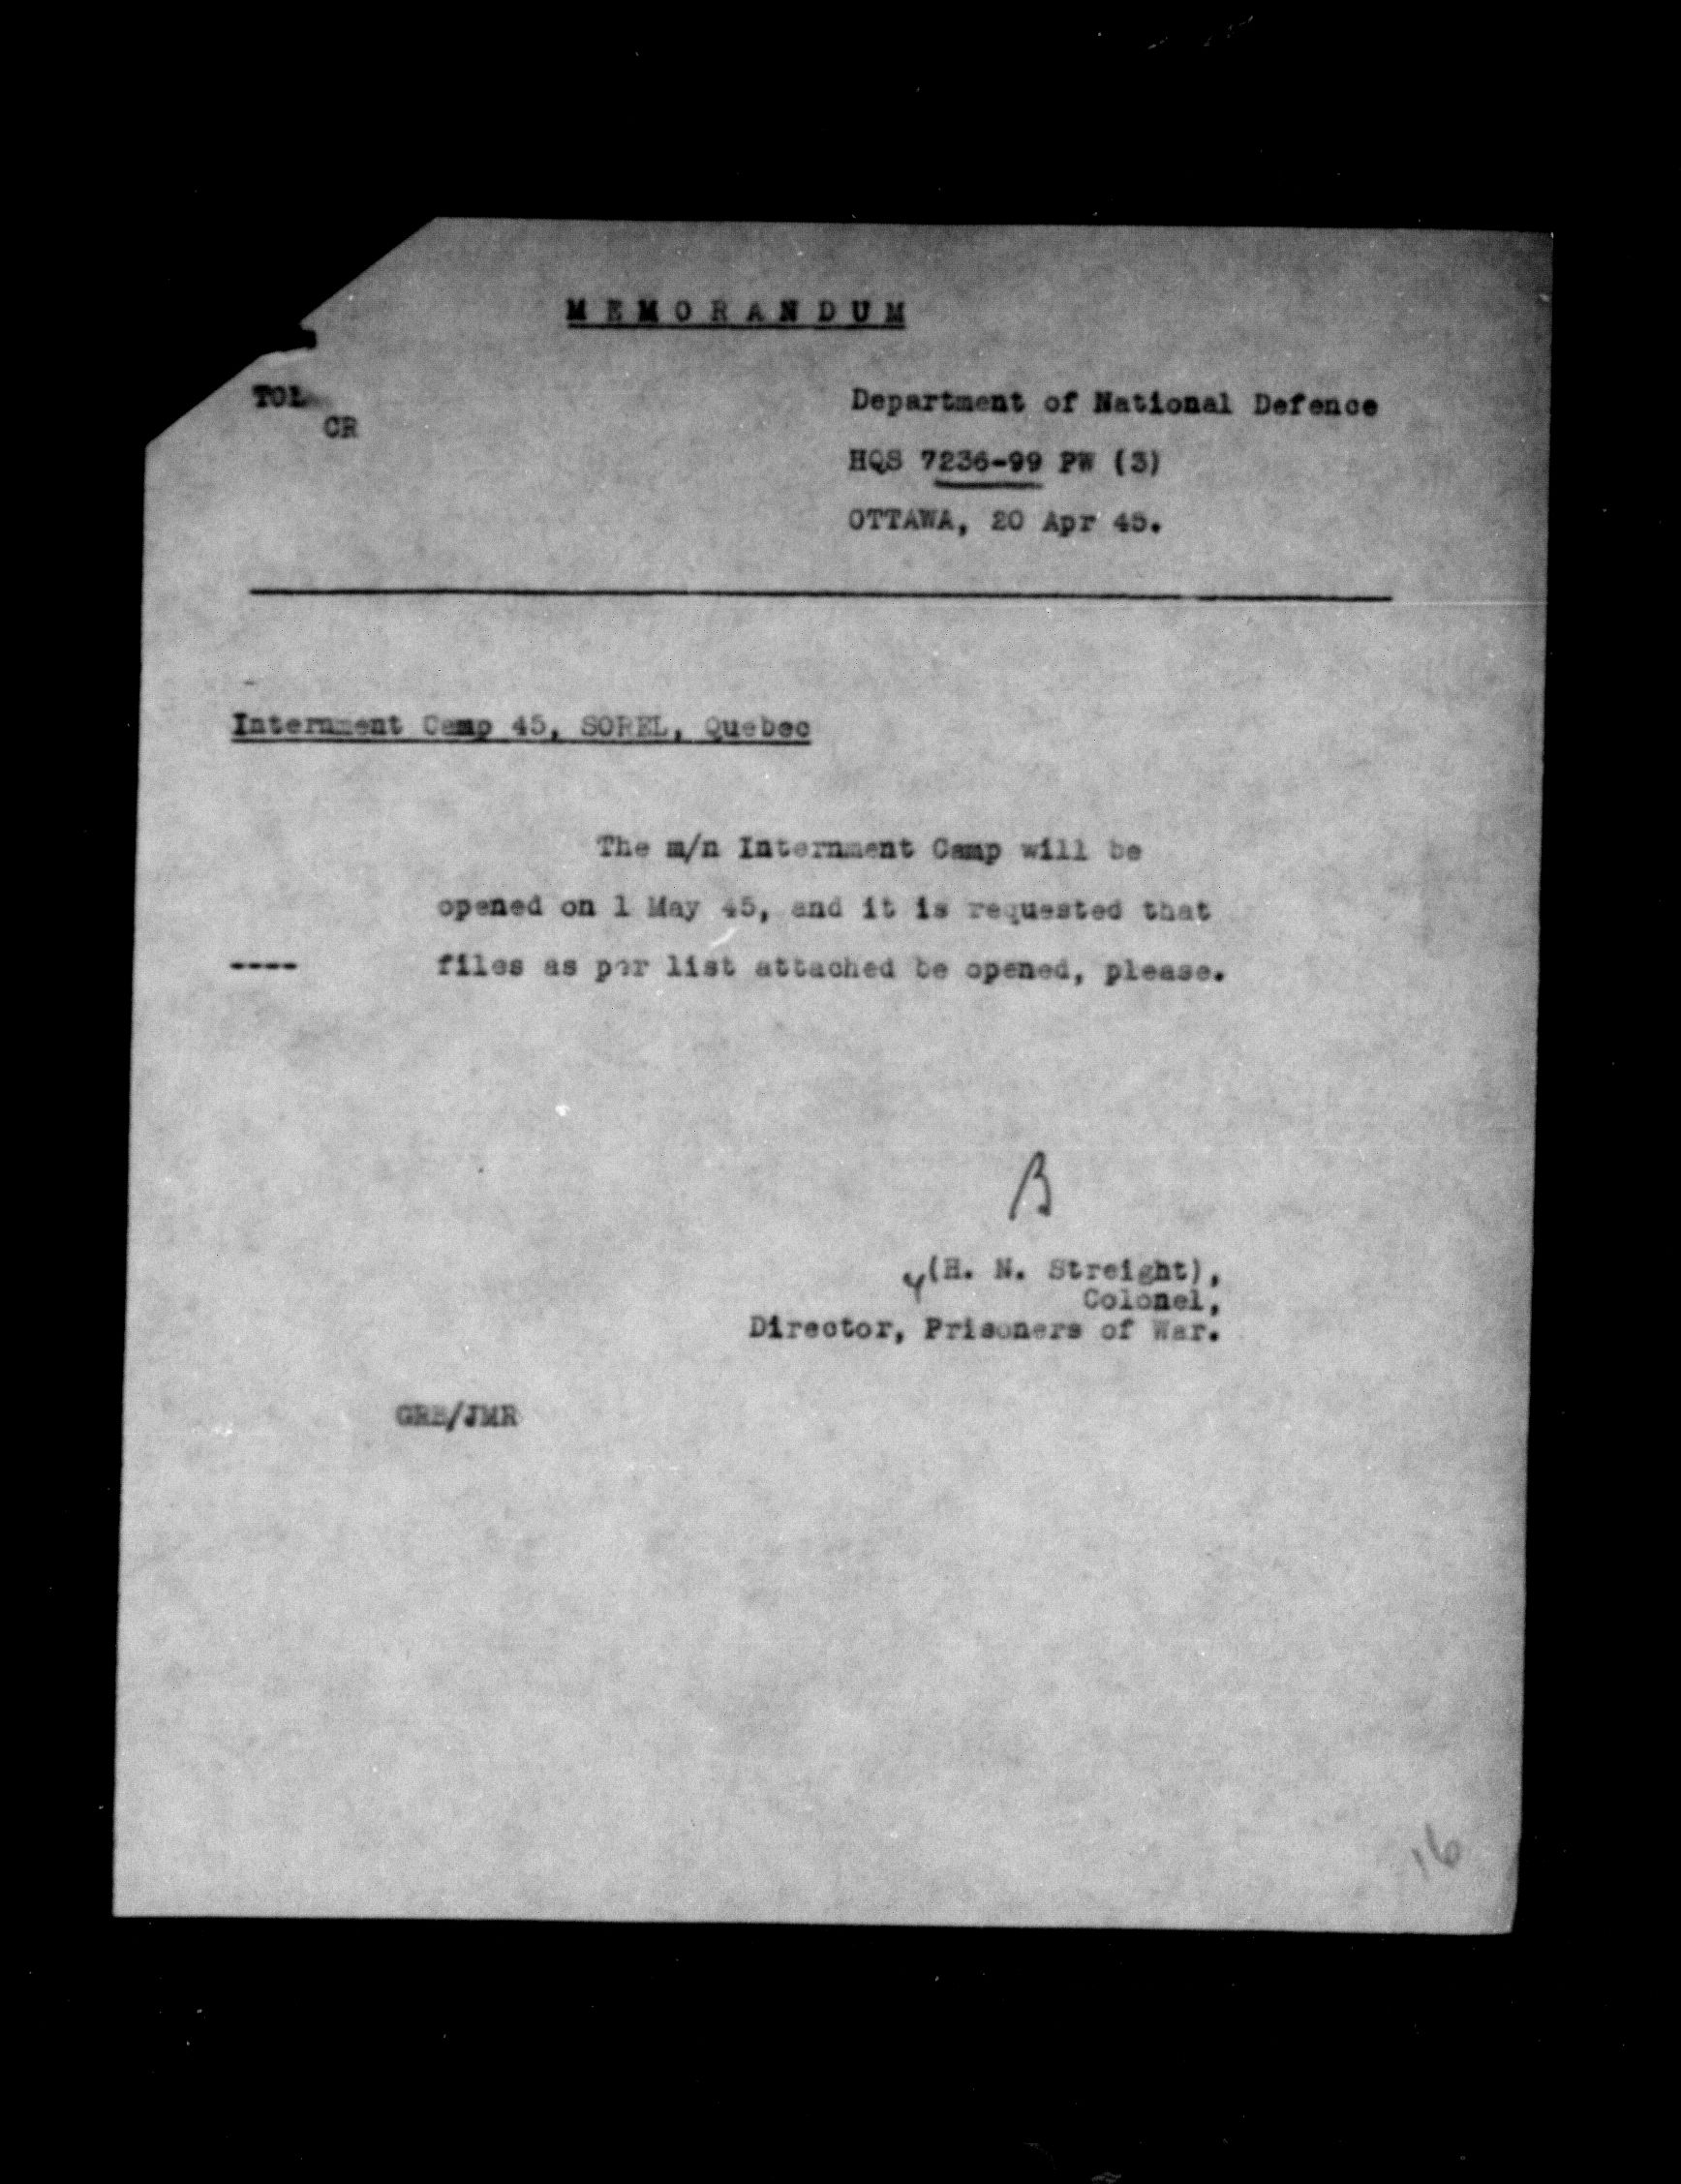 MEMORANDUM
TO:
CR
Department of National Defence
HQS 7236-99 PW (3)
OTTAWA, 20 Apr 45.
Internment Camp 45, SOREL, Quebec
The m/n Internment Camp will be
opened on 1 May 45, and it is requested that
---- files as per list attached be opened, please.
B
(H. N. Streight),
Colonel,
Director, Prisoners of War.
GRB/JMR
16